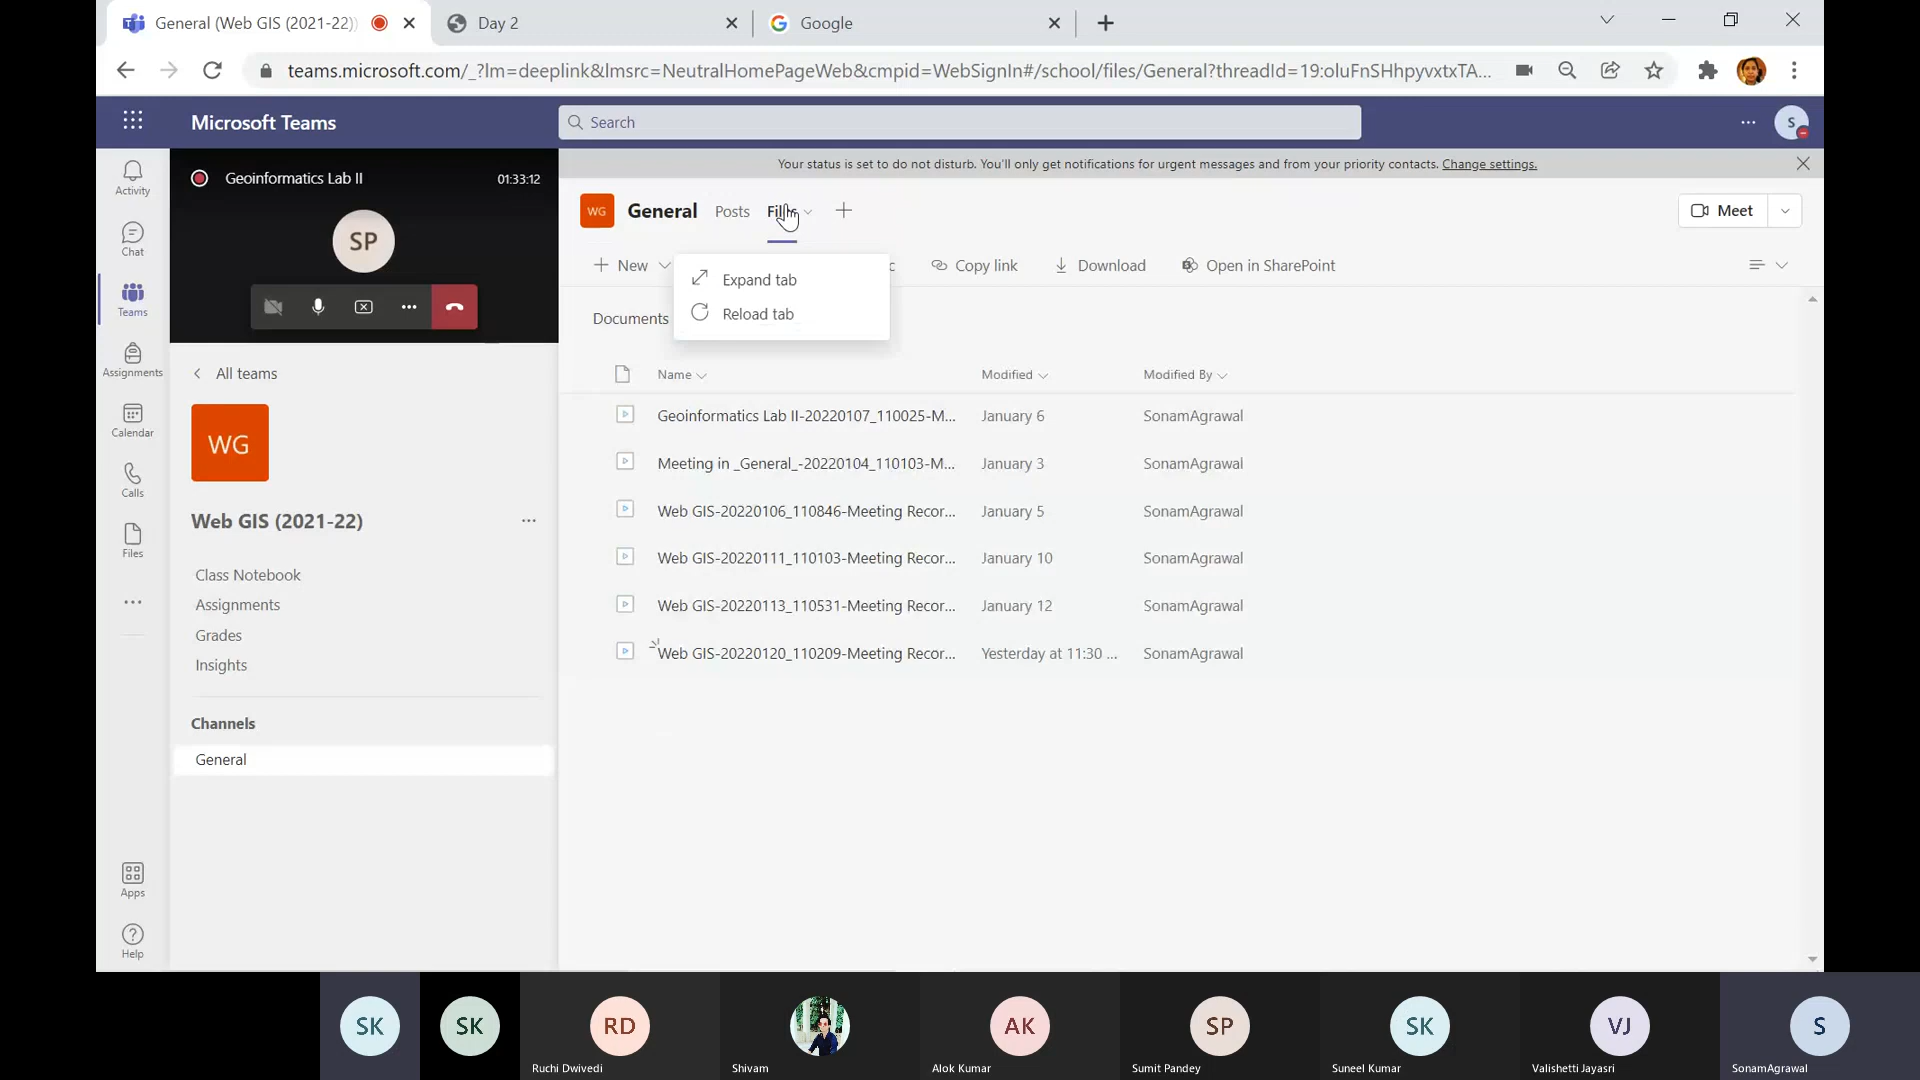 General (Web GIS (2021-22))
Day 2
Google
teams.microsoft.com/_?lm=deeplink&lmsrc=NeutralHomePageWeb&cmpid=WebSignIn#/school/files/General?threadId=19:oluFnSHhpyvxtxTA...
Microsoft Teams
Search
S
Your status is set to do not disturb. You'll only get notifications for urgent messages and from your priority contacts. Change settings.
Activity
Chat
Teams
Assignments
Calendar
Calls
Files
Apps
Help
Geoinformatics Lab II
01:33:12
SP
All teams
WG
Web GIS (2021-22)
Class Notebook
Assignments
Grades
Insights
Channels
General
WG
General
Posts
Meet
New
Copy link
Download
Open in SharePoint
Expand tab
Reload tab
Documents
Name
Modified
Modified By
Geoinformatics Lab II-20220107_110025-M...
January 6
SonamAgrawal
Meeting in _General_-20220104_110103-M...
January 3
SonamAgrawal
Web GIS-20220106_110846-Meeting Recor...
January 5
SonamAgrawal
Web GIS-20220111_110103-Meeting Recor...
January 10
SonamAgrawal
Web GIS-20220113_110531-Meeting Recor...
January 12
SonamAgrawal
Web GIS-20220120_110209-Meeting Recor...
Yesterday at 11:30 ...
SonamAgrawal
SK
SK
RD
AK
SP
SK
VJ
S
Ruchi Dwivedi
Shivam
Alok Kumar
Sumit Pandey
Suneel Kumar
Valishetti Jayasri
SonamAgrawal